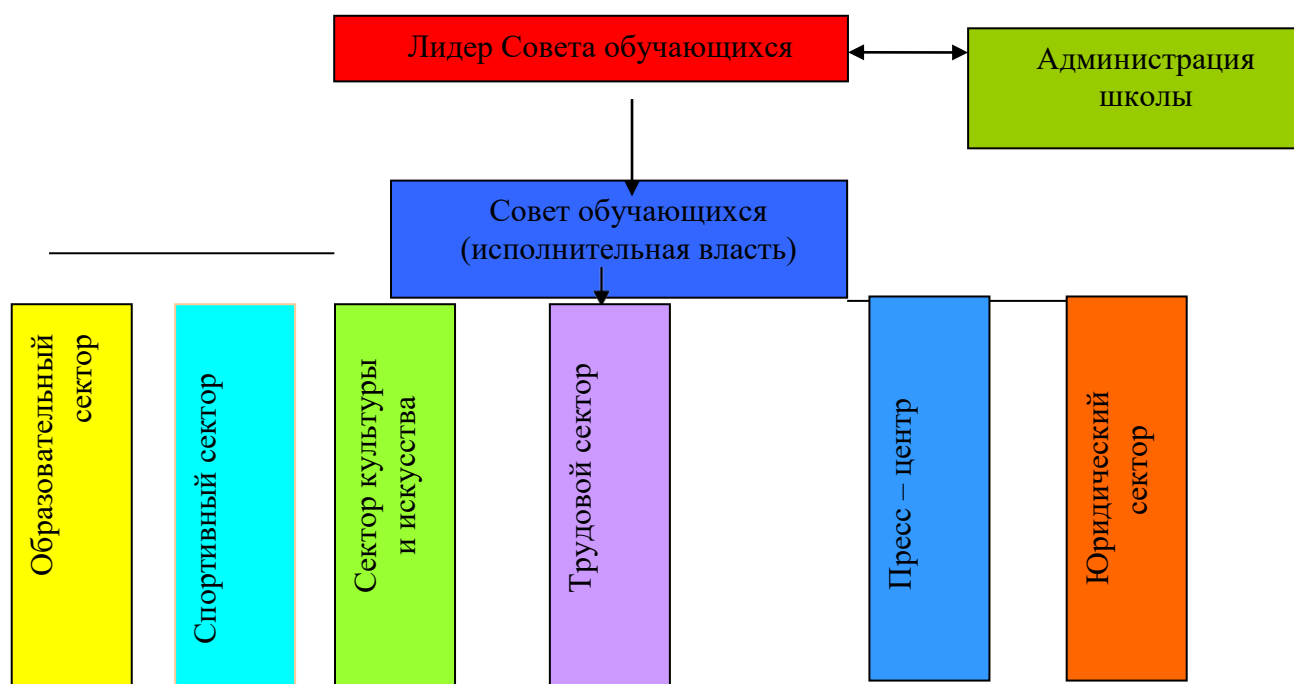 Лидер Совета обучающихся
Администрация
школы
Совет обучающихся
(исполнительная власть)
Образовательный
сектор
Спортивный сектор
Сектор культуры
и искусства
Трудовой сектор
Пресс – центр
Юридический
сектор